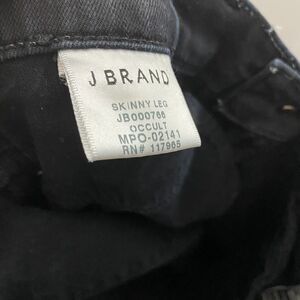 J BRAND
SKINNY LEG
JB000766
OCCULT
MPO-02141
RN# 117965